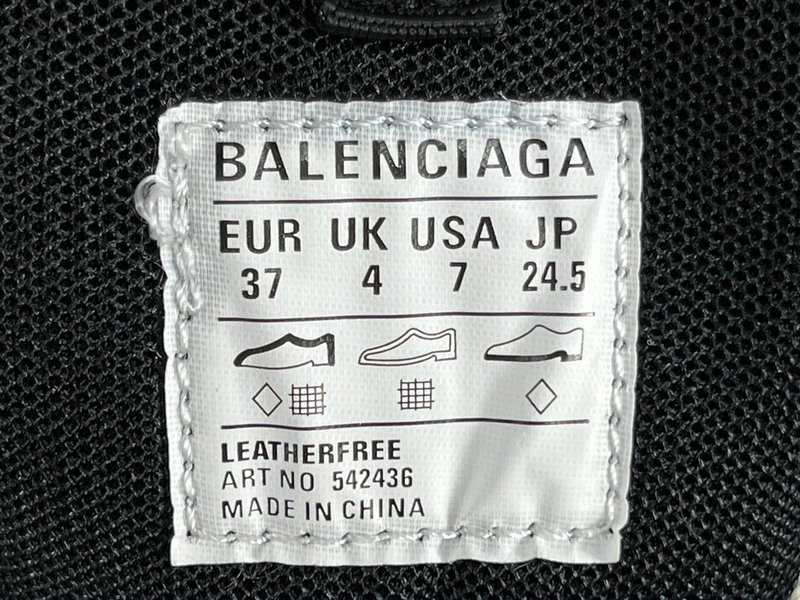 BALENCIAGA
EUR UK USA JP
37 4 7 24.5
LEATHERFREE
ART NO 542436
MADE IN CHINA